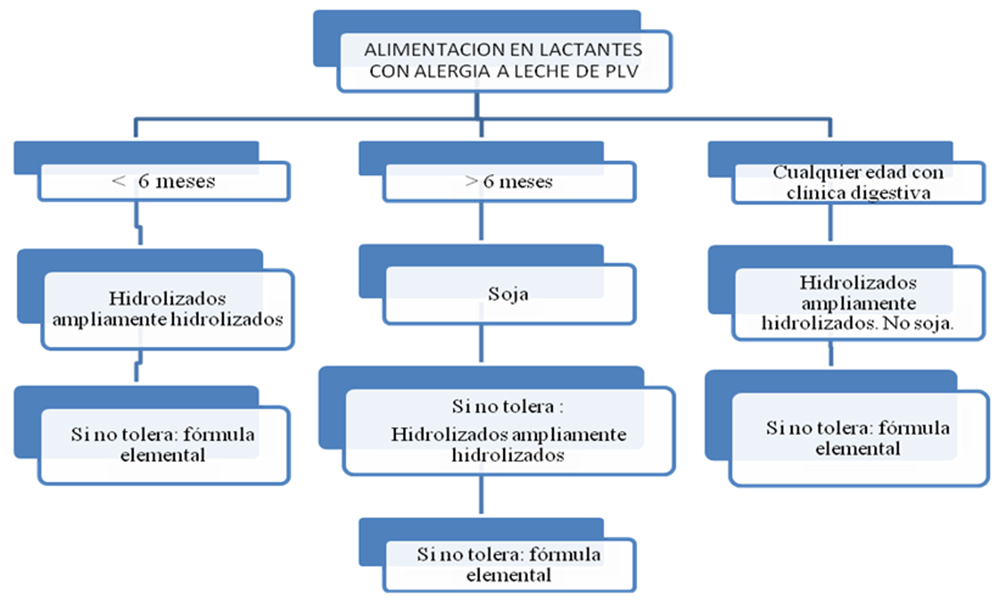 ALIMENTACION EN LACTANTES
CON ALERGIA A LECHE DE PLV
< 6 meses
Hidrolizados
ampliamente hidrolizados
Si no tolera: fórmula
elemental
> 6 meses
Soja
Si no tolera :
Hidrolizados ampliamente
hidrolizados
Si no tolera: fórmula
elemental
Cualquier edad con
clínica digestiva
Hidrolizados
ampliamente
hidrolizados. No soja.
Si no tolera: fórmula
elemental